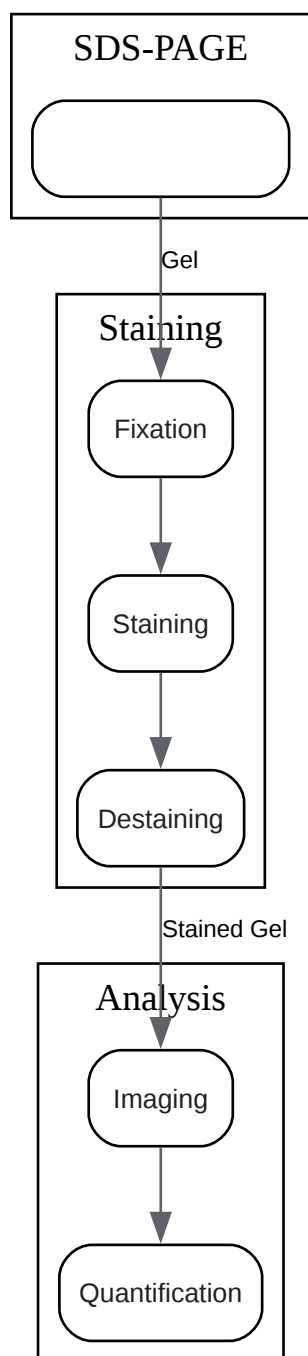 SDS-PAGE
Gel
Staining
Fixation
Staining
Destaining
Stained Gel
Analysis
Imaging
Quantification